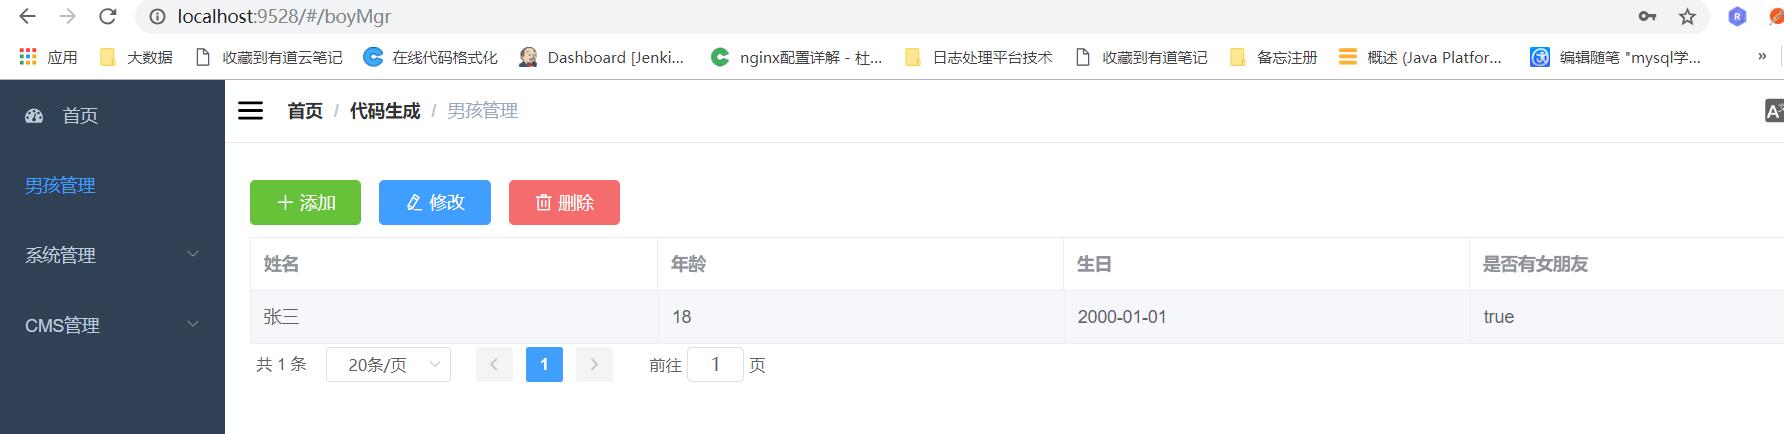 localhost:9528/#/boyMgr
应用 大数据 收藏到有道云笔记 在线代码格式化 Dashboard [Jenki... nginx配置详解 - 杜... 日志处理平台技术 收藏到有道笔记 备忘注册 概述 (Java Platfor... 编辑随笔 "mysql学... »
首页
首页 / 代码生成 / 男孩管理
男孩管理
添加 修改 删除
系统管理
姓名 年龄 生日 是否有女朋友
CMS管理
张三 18 2000-01-01 true
共 1 条 20条/页 1 前往 1 页